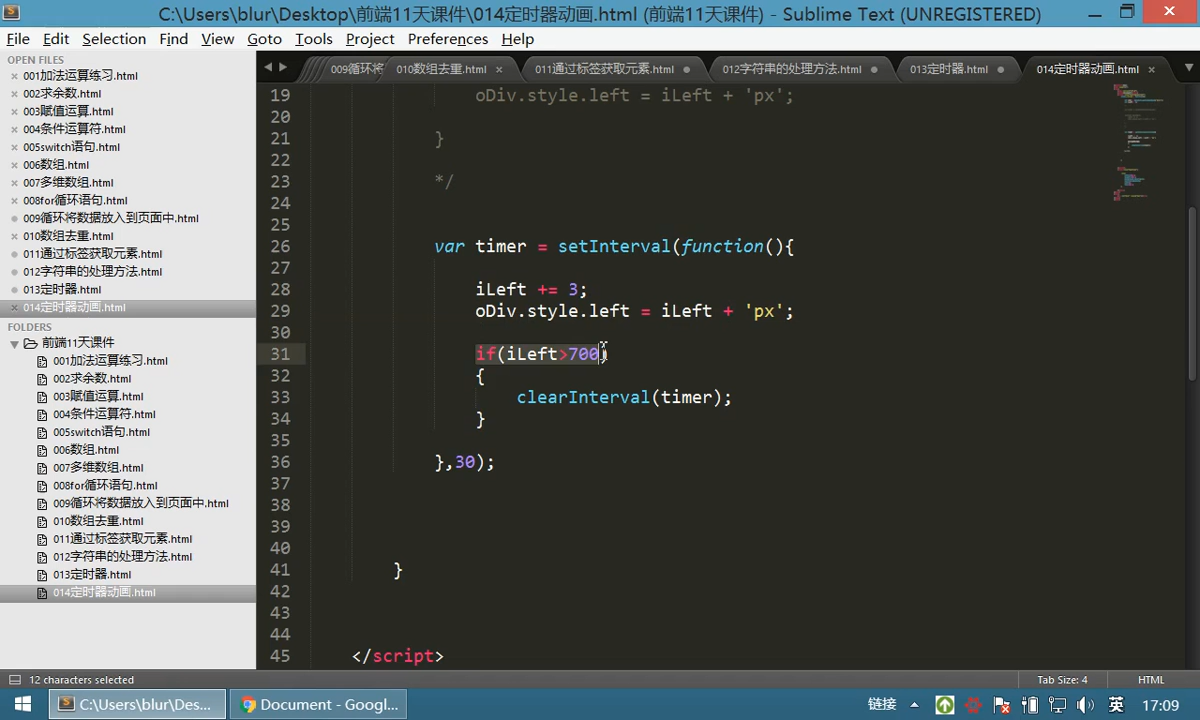 C:\Users\blur\Desktop\前端11天课件\014定时器动画.html (前端11天课件) - Sublime Text (UNREGISTERED)
File Edit Selection Find View Goto Tools Project Preferences Help
OPEN FILES
001加法运算练习.html
002求余数.html
003赋值运算.html
004条件运算符.html
005switch语句.html
006数组.html
007多维数组.html
008for循环语句.html
009循环将数据放入到页面中.html
010数组去重.html
011通过标签获取元素.html
012字符串的处理方法.html
013定时器.html
014定时器动画.html
FOLDERS
前端11天课件
001加法运算练习.html
002求余数.html
003赋值运算.html
004条件运算符.html
005switch语句.html
006数组.html
007多维数组.html
008for循环语句.html
009循环将数据放入到页面中.html
010数组去重.html
011通过标签获取元素.html
012字符串的处理方法.html
013定时器.html
014定时器动画.html
009循环将 010数组去重.html 011通过标签获取元素.html 012字符串的处理方法.html 013定时器.html 014定时器动画.html
19 oDiv.style.left = iLeft + 'px';
20
21 }
22
23 */
24
25
26 var timer = setInterval(function(){
27
28 iLeft += 3;
29 oDiv.style.left = iLeft + 'px';
30
31 if(iLeft>700)
32 {
33 clearInterval(timer);
34 }
35
36 },30);
37
38
39
40
41 }
42
43
44
45 </script>
12 characters selected Tab Size: 4 HTML
C:\Users\blur\Des... Document - Googl... 链接 英 17:09